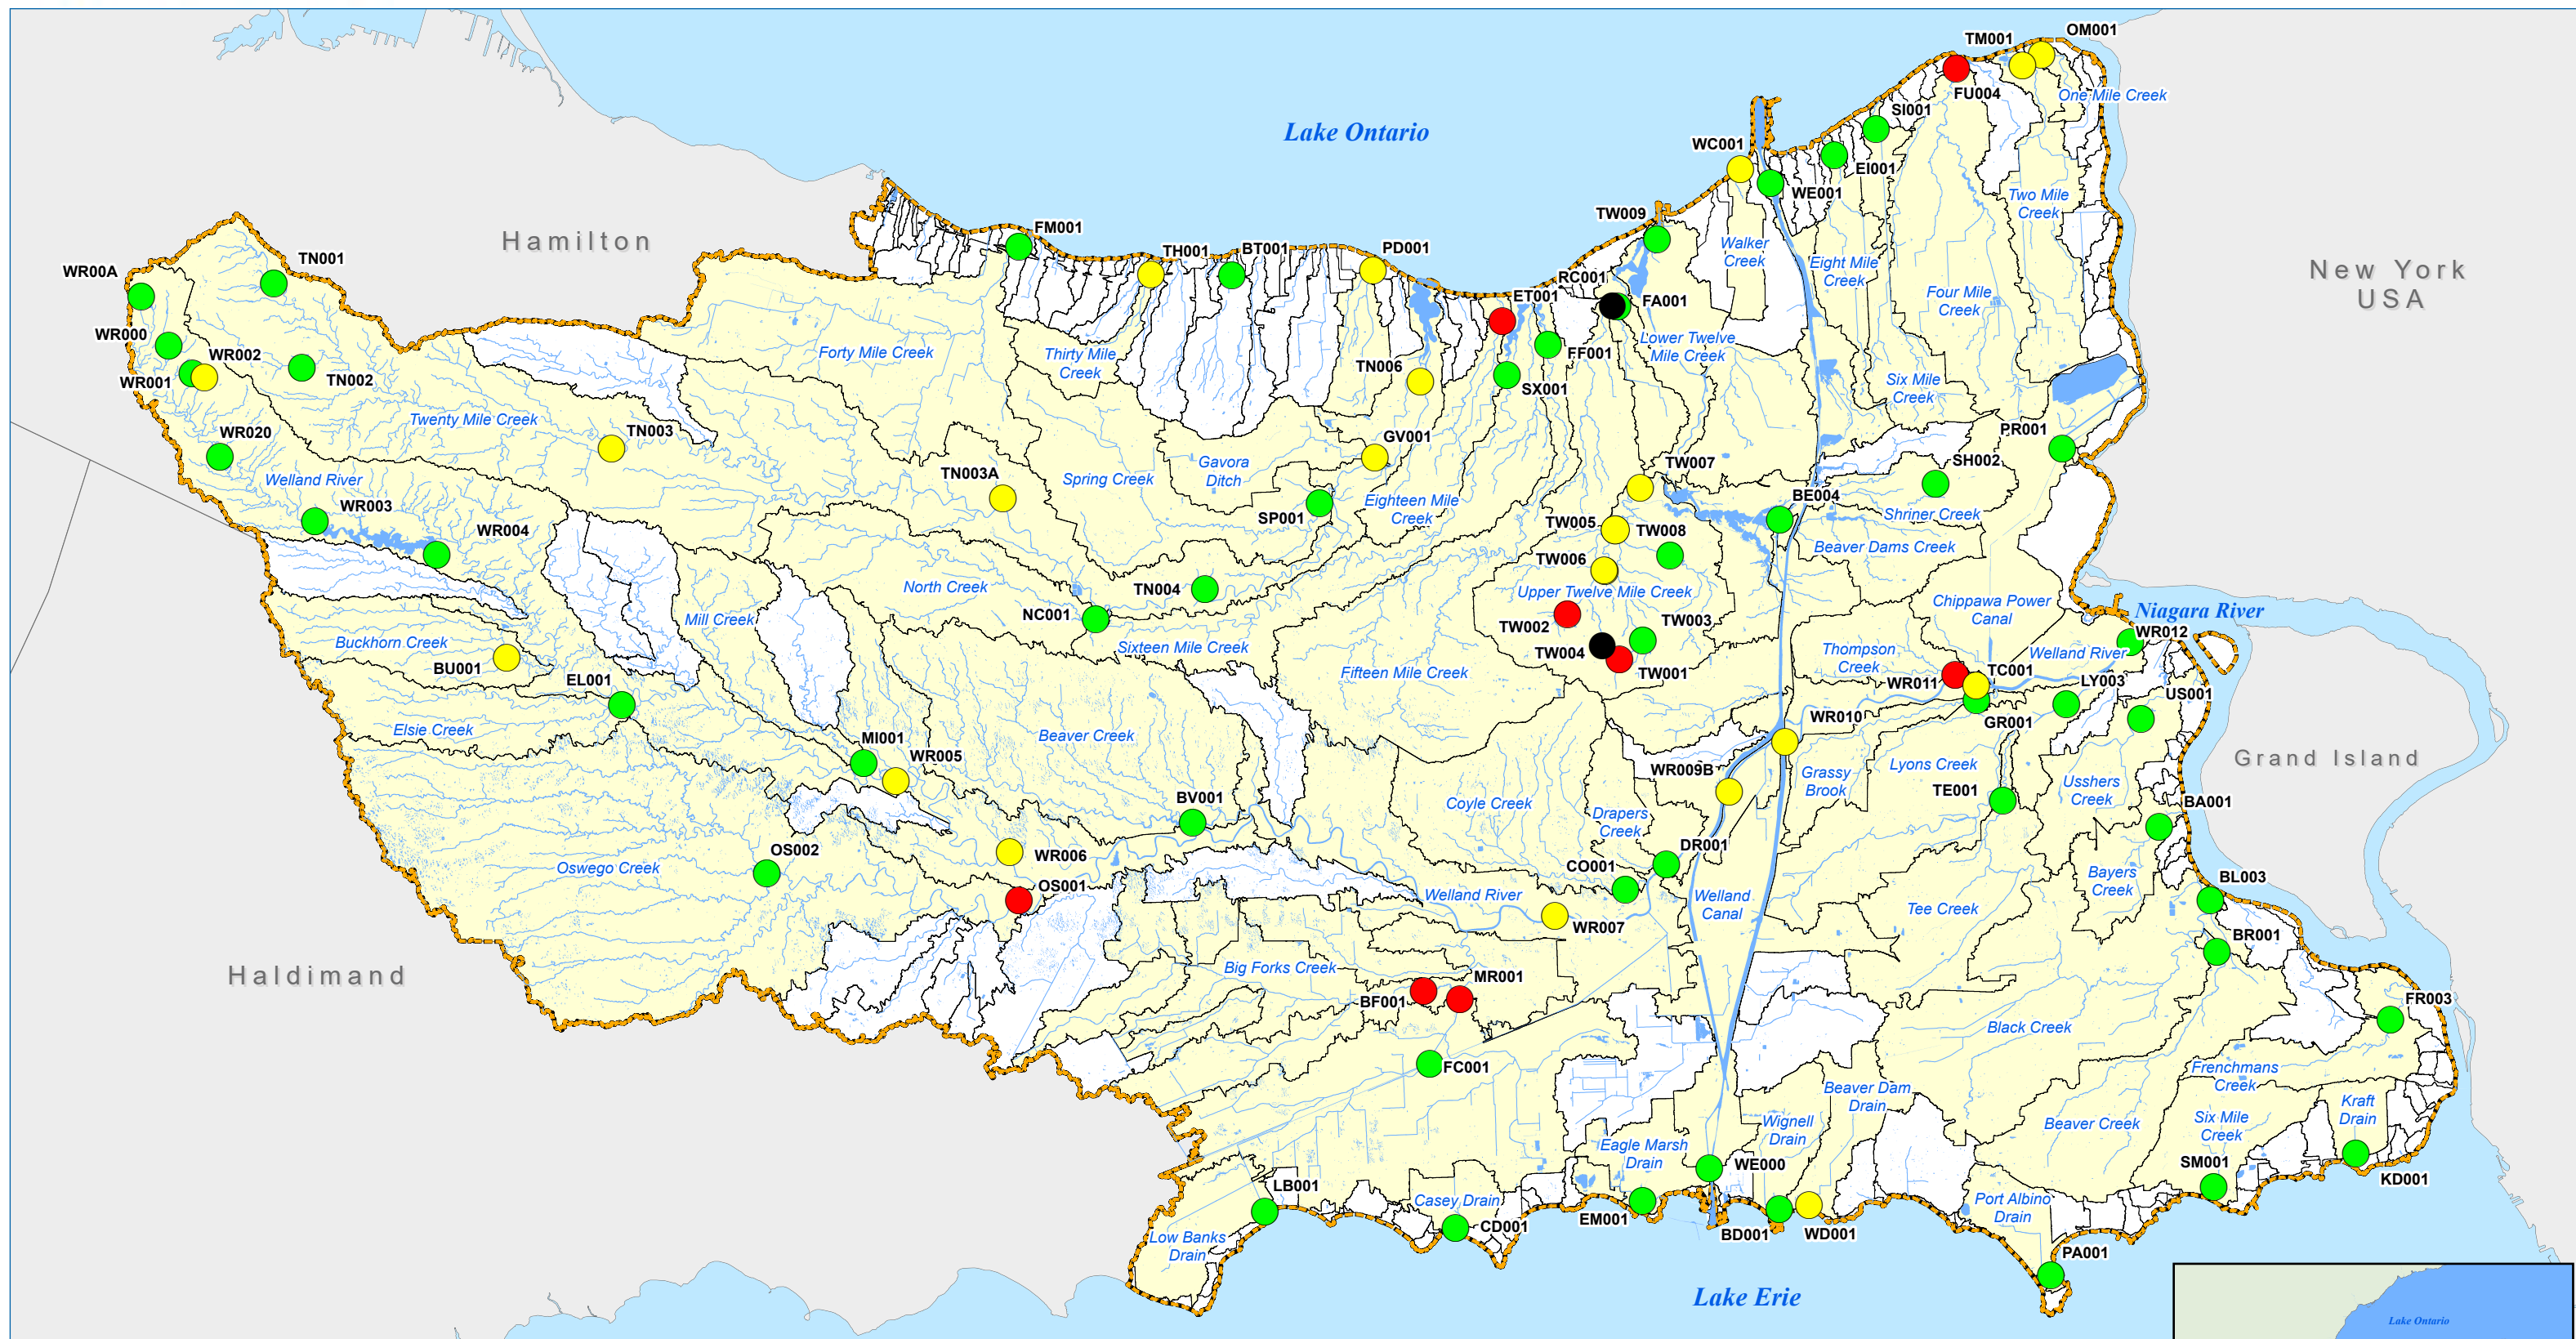 TM001
OM001
FU004
One Mile Creek
SI001
Lake Ontario
WC001
EI001
WE001
Two Mile
Creek
TW009
Hamilton
FM001
TH001
BT001
PD001
Walker
Creek
Eight Mile
Creek
New York
USA
WR00A
TN001
RC001
ET001
FA001
Four Mile
Creek
WR000
WR002
WR001
TN002
Forty Mile Creek
Thirty Mile
Creek
TN006
FF001
SX001
Lower Twelve
Mile Creek
Six Mile
Creek
Twenty Mile Creek
WR020
TN003
GV001
PR001
Welland River
TN003A
Spring Creek
Gavora
Ditch
TW007
SH002
WR003
WR004
SP001
Eighteen Mile
Creek
BE004
Shriner Creek
TW005
TW008
Beaver Dams Creek
TW006
North Creek
TN004
Upper Twelve Mile Creek
Chippawa Power
Canal
Niagara River
Mill Creek
NC001
TW002
TW003
WR012
Buckhorn Creek
Sixteen Mile Creek
TW004
Thompson
Creek
Welland River
BU001
Fifteen Mile Creek
TW001
TC001
EL001
WR011
LY003
US001
Elsie Creek
WR010
GR001
MI001
Beaver Creek
WR005
WR009B
Grassy
Brook
Lyons Creek
Grand Island
Usshers
Creek
BV001
Coyle Creek
Drapers
Creek
TE001
BA001
OS002
WR006
DR001
Oswego Creek
CO001
OS001
Welland River
Welland
Canal
Bayers
Creek
BL003
Tee Creek
WR007
BR001
Haldimand
Big Forks Creek
MR001
BF001
FR003
Black Creek
FC001
Frenchmans
Creek
Beaver Dam
Drain
Kraft
Drain
Wignell
Drain
Beaver Creek
Six Mile
Creek
Eagle Marsh
Drain
WE000
SM001
LB001
KD001
Casey Drain
Port Albino
Drain
EM001
CD001
BD001
WD001
Low Banks
Drain
PA001
Lake Erie
Lake Ontario